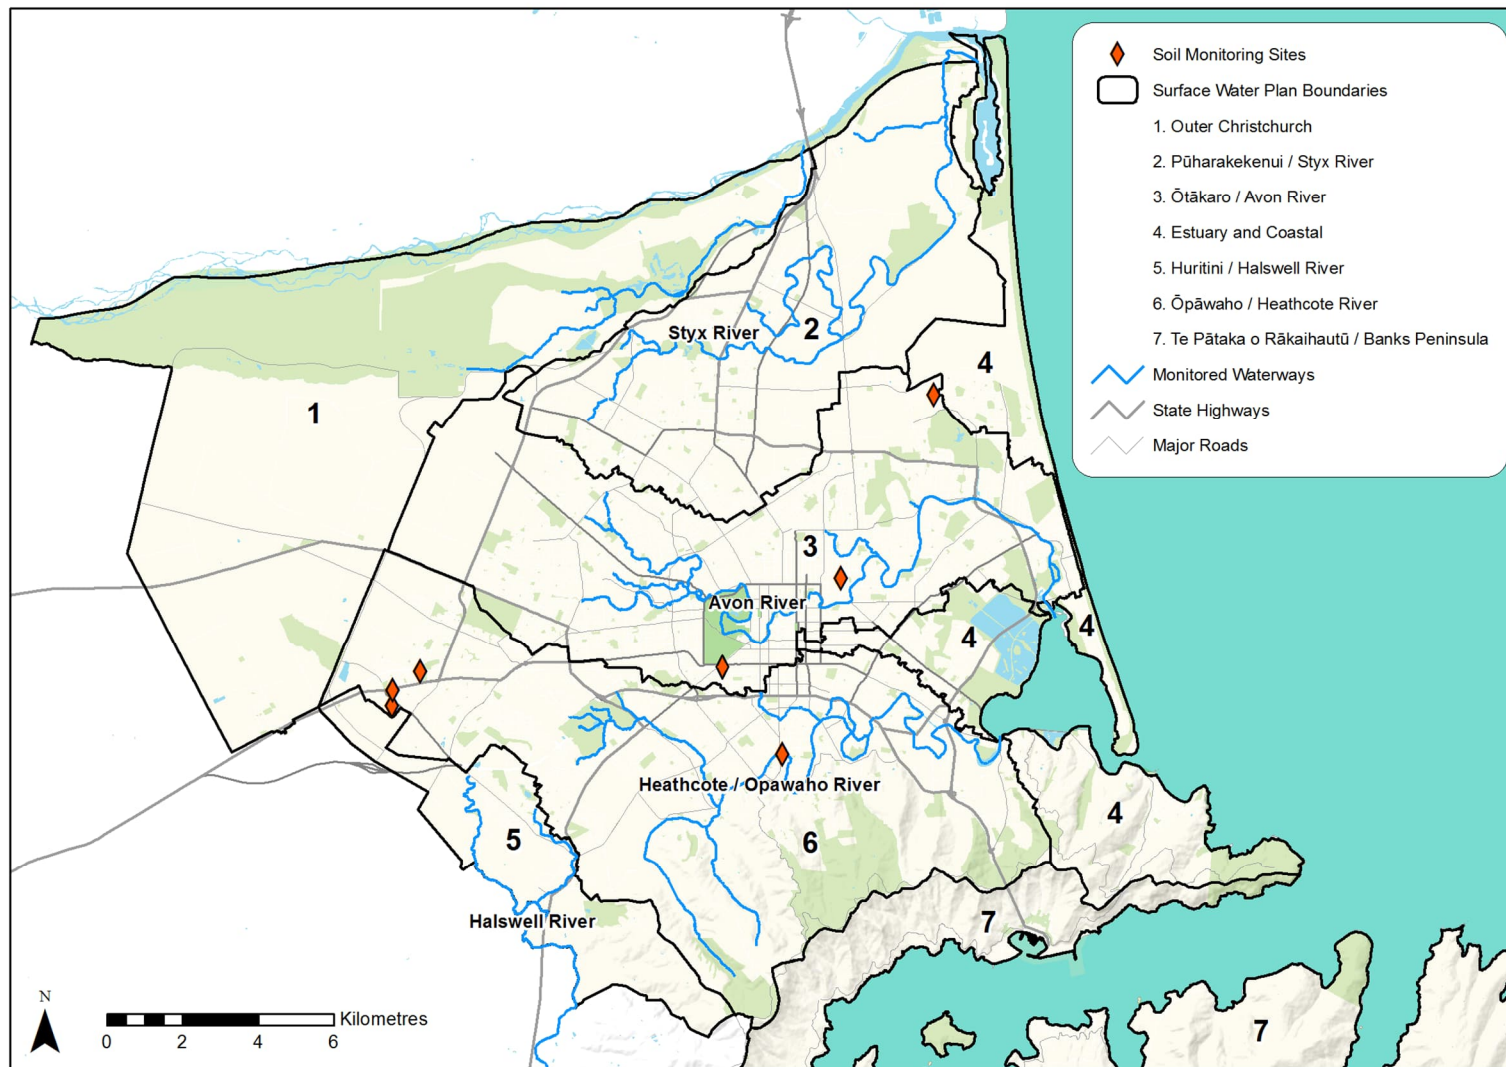 Soil Monitoring Sites
Surface Water Plan Boundaries
1. Outer Christchurch
2. Pūharakekenui / Styx River
3. Ōtākaro / Avon River
4. Estuary and Coastal
5. Huritini / Halswell River
6. Ōpāwaho / Heathcote River
7. Te Pātaka o Rākaihautū / Banks Peninsula
Monitored Waterways
State Highways
Major Roads
Styx River
2
4
1
3
Avon River
4
4
Heathcote / Opawaho River
4
5
6
Halswell River
7
7
N
Kilometres
0 2 4 6